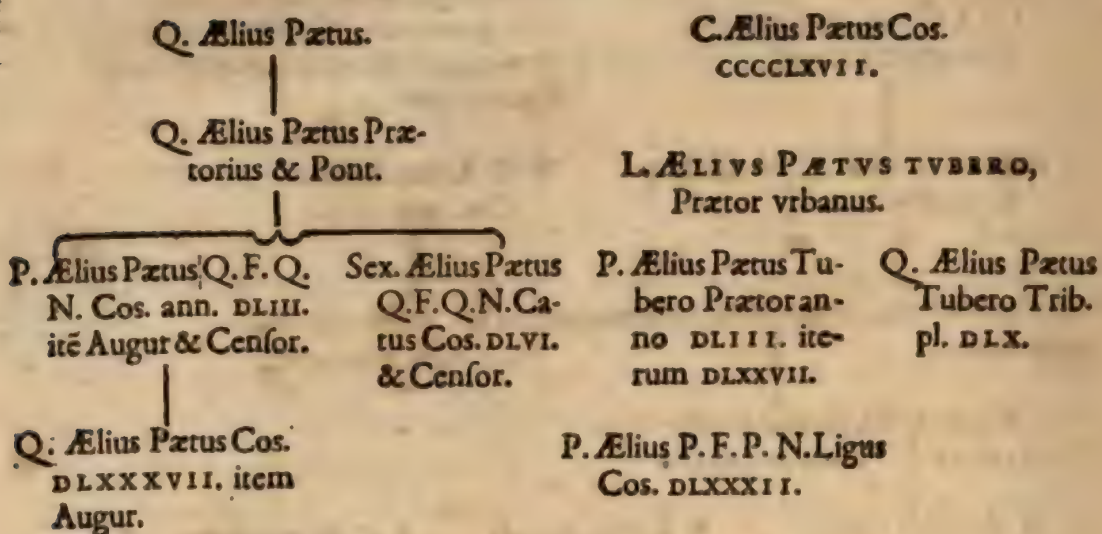 Q. Ælius Pætus.
C. Ælius Pætus Cos.
CCCCLXVII.
Q. Ælius Pætus Præ-
torius & Pont.
L. ÆLIVS PÆTVS TVBERO,
Prætor vrbanus.
P. Ælius Pætus Q. F. Q.
N. Cos. ann. DLIII.
itē Augur & Cenſor.
Sex. Ælius Pætus
Q. F. Q. N. Ca-
tus Cos. DLVI.
& Cenſor.
P. Ælius Pætus Tu-
bero Prætor an-
no DLIII. ite-
rum DLXXVII.
Q. Ælius Pætus
Tubero Trib.
pl. DLX.
Q. Ælius Pætus Cos.
DLXXXVII. item
Augur.
P. Ælius P. F. P. N. Ligus
Cos. DLXXXII.